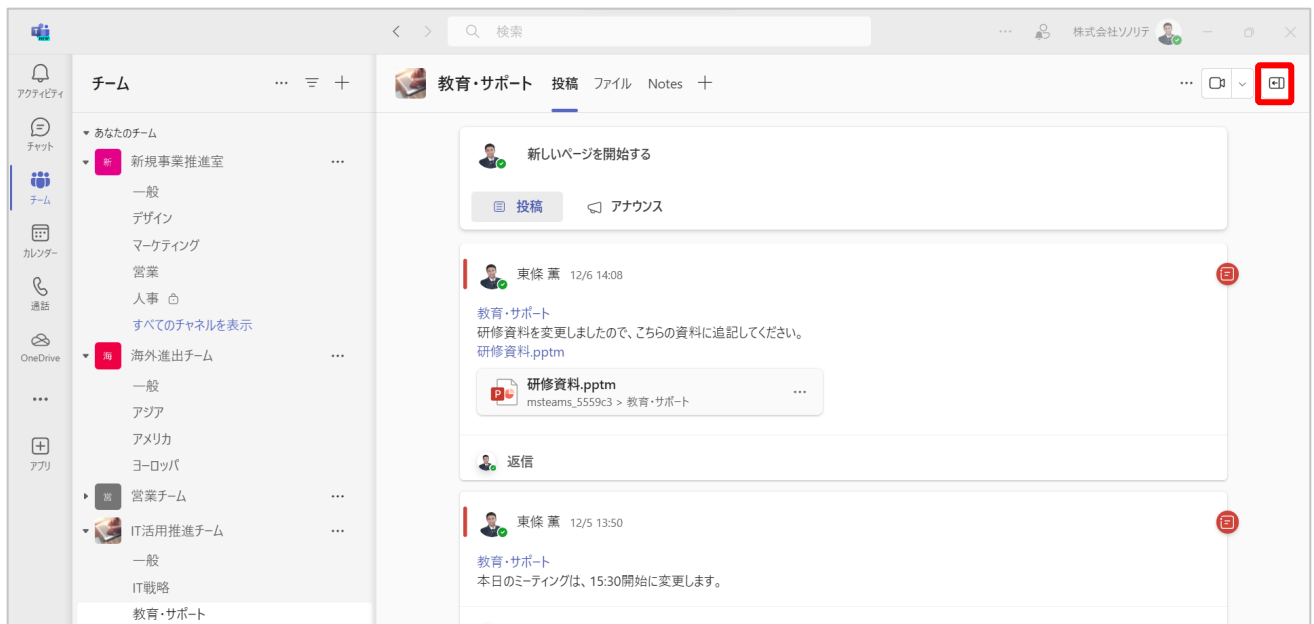 検索
株式会社ソリテ
アクティビティ
チャット
チーム
カレンダー
通話
OneDrive
アプリ
チーム
あなたのチーム
新 新規事業推進室
一般
デザイン
マーケティング
営業
人事
すべてのチャネルを表示
海 海外進出チーム
一般
アジア
アメリカ
ヨーロッパ
営 営業チーム
IT活用推進チーム
一般
IT戦略
教育・サポート
教育・サポート 投稿 ファイル Notes
新しいページを開始する
投稿 アナウンス
東條 薫 12/6 14:08
教育・サポート
研修資料を変更しましたので、こちらの資料に追記してください。
研修資料.pptm
研修資料.pptm
msteams_5559c3 > 教育・サポート
返信
東條 薫 12/5 13:50
教育・サポート
本日のミーティングは、15:30開始に変更します。